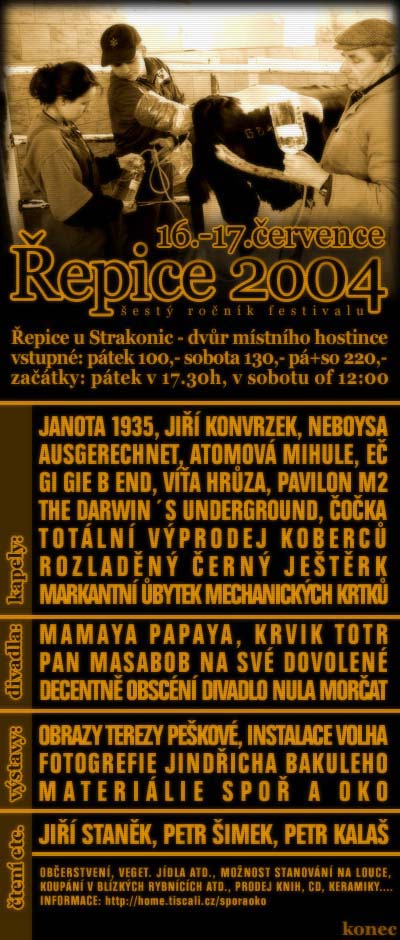 16.-17.července
Řepice 2004
šestý ročník festivalu
Řepice u Strakonic - dvůr místního hostince
vstupné: pátek 100,- sobota 130,- pá+so 220,-
začátky: pátek v 17.30h, v sobotu of 12:00
kapely:
JANOTA 1935, JIŘÍ KONVRZEK, NEBOYSA
AUSGERECHNET, ATOMOVÁ MIHULE, EČ
GI GIE B END, VÍŤA HRŮZA, PAVILON M2
THE DARWIN´S UNDERGROUND, ČOČKA
TOTÁLNÍ VÝPRODEJ KOBERCŮ
ROZLADĚNÝ ČERNÝ JEŠTĚRK
MARKANTNÍ ŮBYTEK MECHANICKÝCH KRTKŮ
divadla:
MAMAYA PAPAYA, KRVIK TOTR
PAN MASABOB NA SVÉ DOVOLENÉ
DECENTNĚ OBSCÉNÍ DIVADLO NULA MORČAT
výstavy:
OBRAZY TEREZY PEŠKOVÉ, INSTALACE VOLHA
FOTOGREFIE JINDŘICHA BAKULEHO
MATERIÁLIE SPOŘ A OKO
čtení etc.
JIŘÍ STANĚK, PETR ŠIMEK, PETR KALAŠ
OBČERSTVENÍ, VEGET. JÍDLA ATD., MOŽNOST STANOVÁNÍ NA LOUCE,
KOUPÁNÍ V BLÍZKÝCH RYBNÍCÍCH ATD., PRODEJ KNIH, CD, KERAMIKY....
INFORMACE: http://home.tiscali.cz/sporaoko
konec